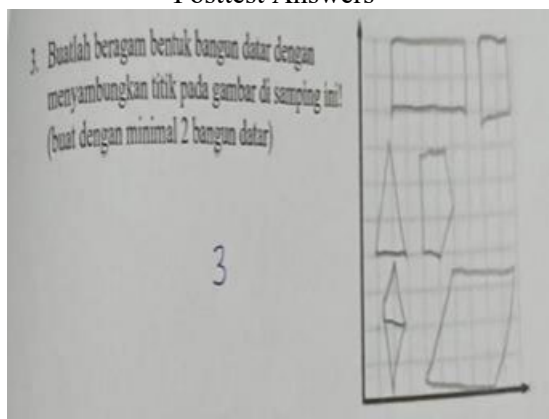 Posttest Answers
3. Buatlah beragam bentuk bangun datar dengan
menyambungkan titik pada gambar di samping ini!
(buat dengan minimal 2 bangun datar)
3